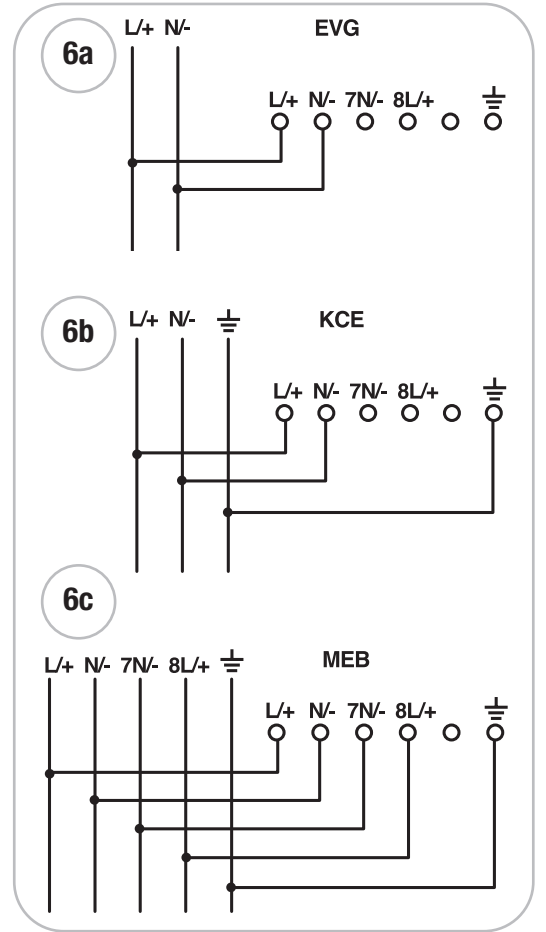 L/+ N/- EVG
6a
L/+ N/- 7N/- 8L/+
6b L/+ N/- KCE
L/+ N/- 7N/- 8L/+
6c
L/+ N/- 7N/- 8L/+ MEB
L/+ N/- 7N/- 8L/+